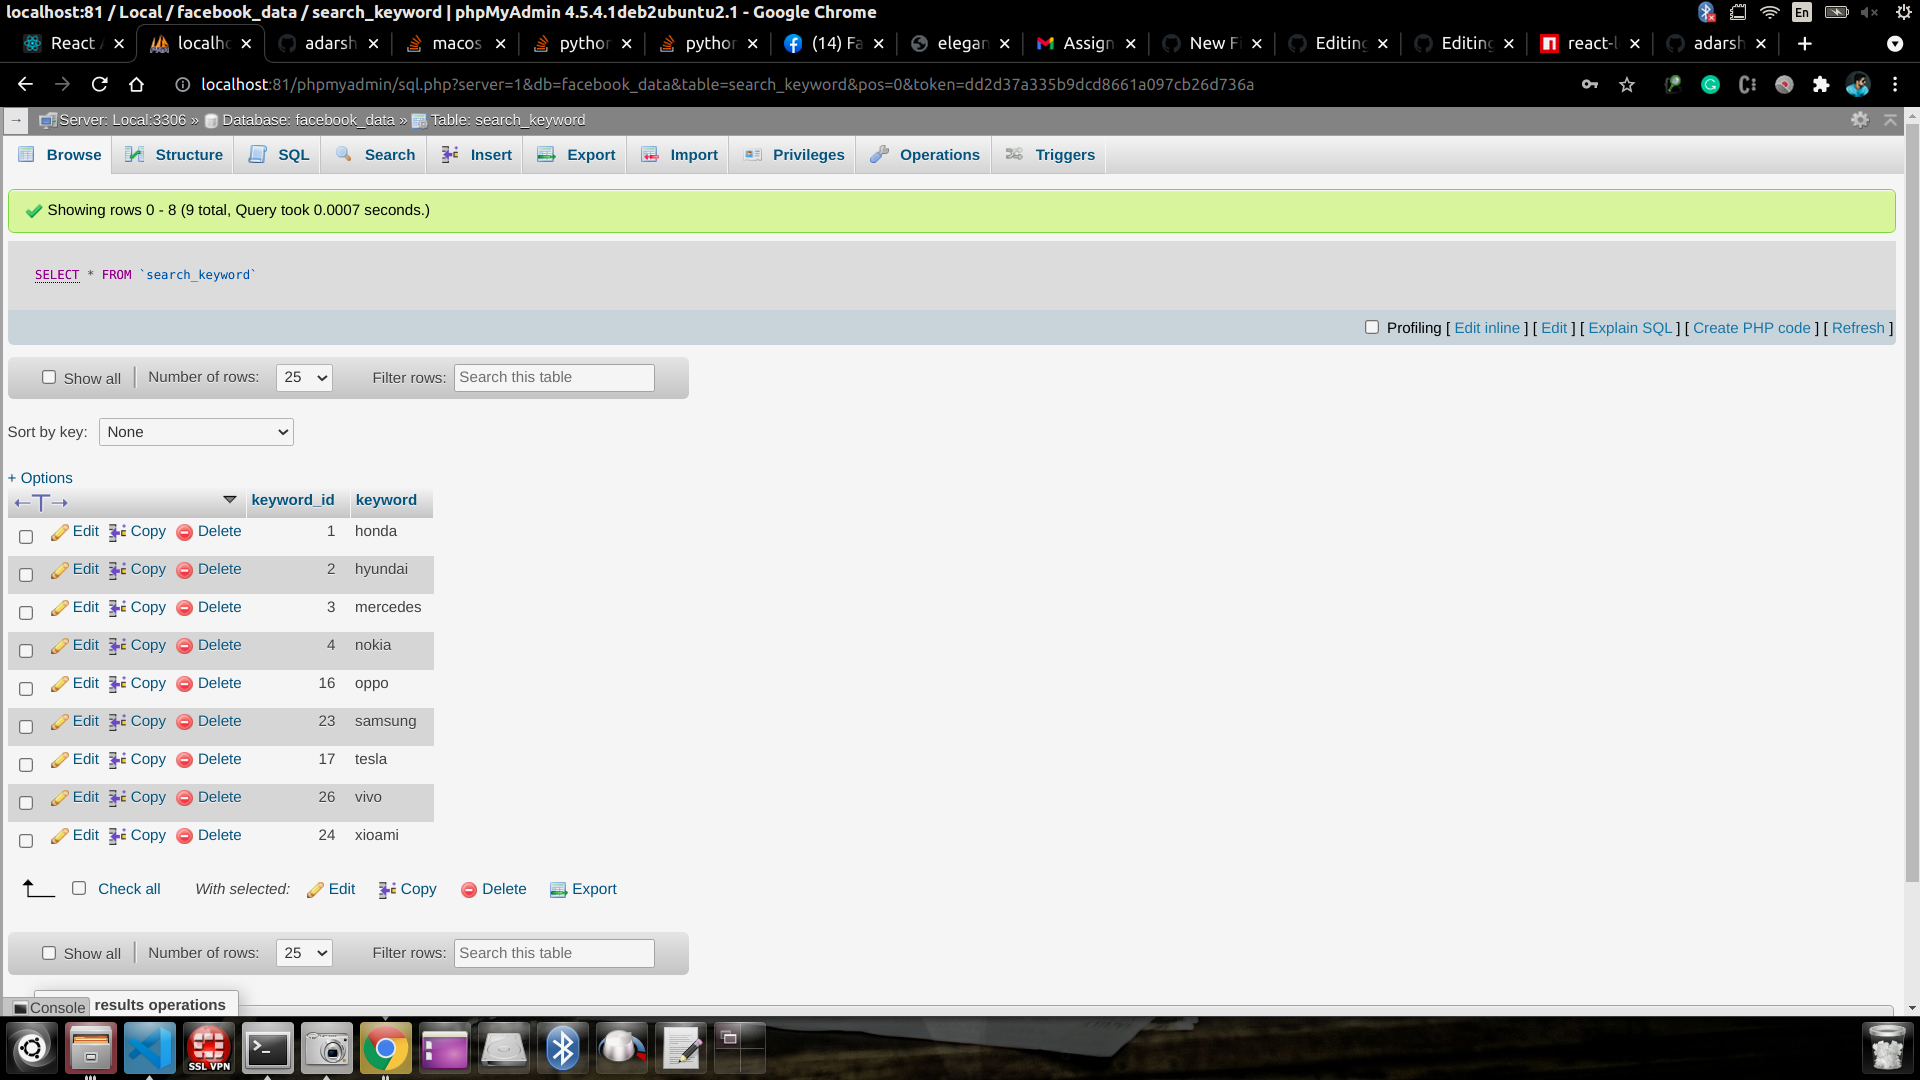 localhost:81 / Local / facebook_data / search_keyword | phpMyAdmin 4.5.4.1deb2ubuntu2.1 - Google Chrome
En
React A
localho
adarsh
macos
python
python
(14) Fa
elegan
Assign
New Fi
Editing
Editing
react-l
adarsh
localhost:81/phpmyadmin/sql.php?server=1&db=facebook_data&table=search_keyword&pos=0&token=dd2d37a335b9dcd8661a097cb26d736a
Server: Local:3306 » Database: facebook_data » Table: search_keyword
Browse Structure SQL Search Insert Export Import Privileges Operations Triggers
Showing rows 0 - 8 (9 total, Query took 0.0007 seconds.)
SELECT * FROM `search_keyword`
Profiling [ Edit inline ] [ Edit ] [ Explain SQL ] [ Create PHP code ] [ Refresh ]
Show all Number of rows: 25 Filter rows: Search this table
Sort by key: None
+ Options
←T→ keyword_id keyword
Edit Copy Delete 1 honda
Edit Copy Delete 2 hyundai
Edit Copy Delete 3 mercedes
Edit Copy Delete 4 nokia
Edit Copy Delete 16 oppo
Edit Copy Delete 23 samsung
Edit Copy Delete 17 tesla
Edit Copy Delete 26 vivo
Edit Copy Delete 24 xioami
Check all With selected: Edit Copy Delete Export
Show all Number of rows: 25 Filter rows: Search this table
Console results operations
SSL VPN